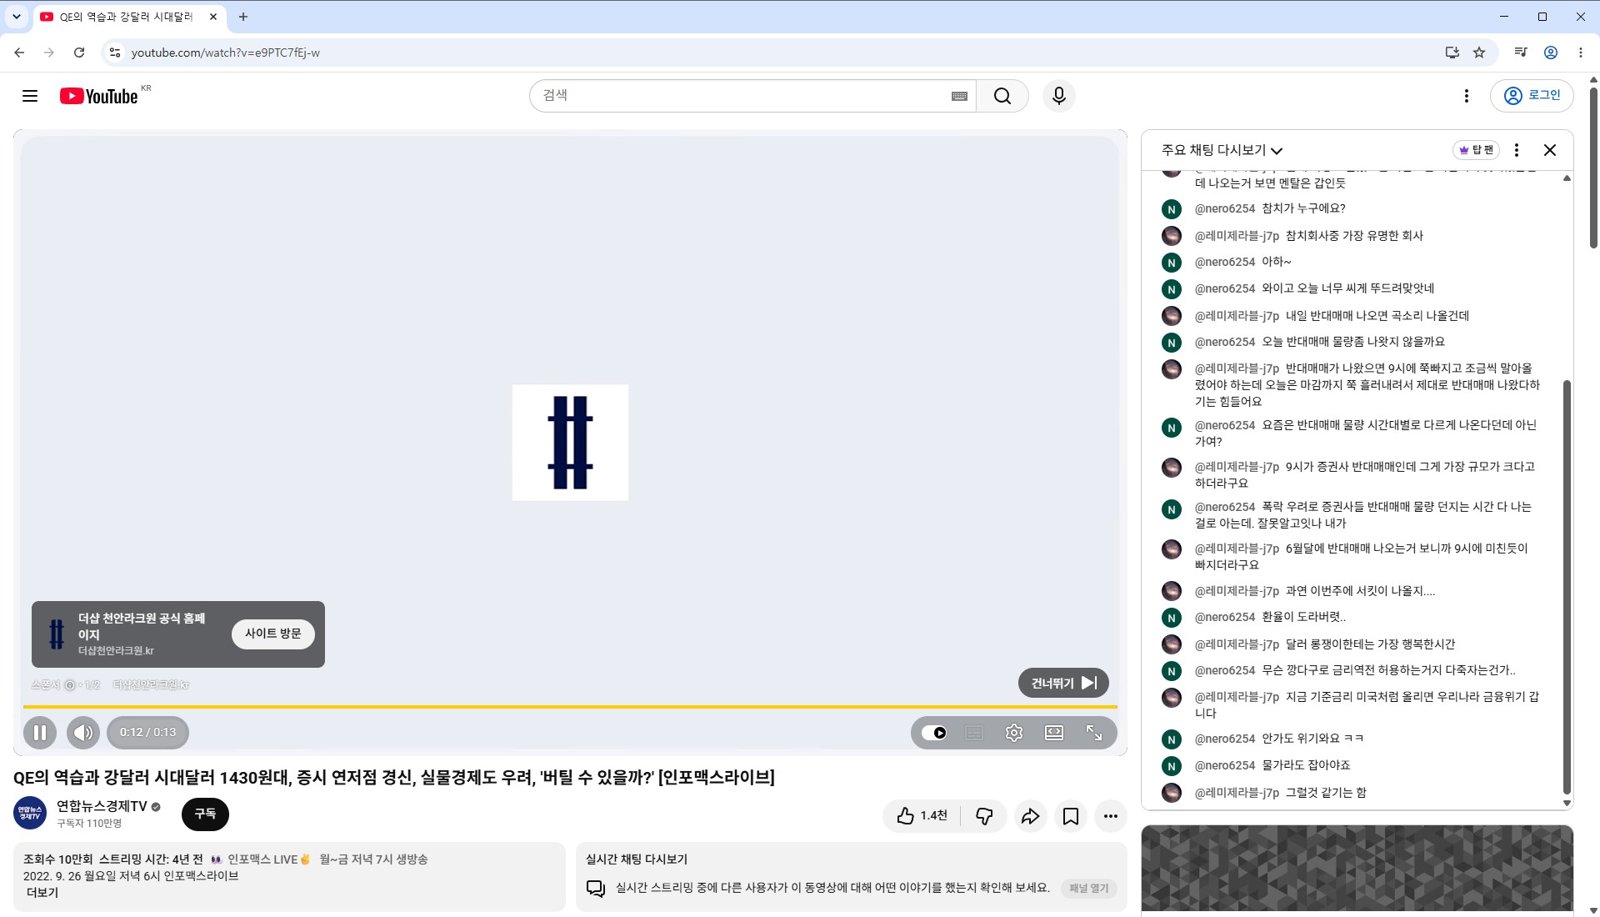 QE의 역습과 강달러 시대달러
youtube.com/watch?v=e9PTC7fEj-w
YouTube KR
검색
로그인
더샵 천안라크원 공식 홈페
이지
더샵천안라크원.kr
사이트 방문
스폰서 · 1/2 더샵천안라크원.kr
건너뛰기
0:12 / 0:13
QE의 역습과 강달러 시대달러 1430원대, 증시 연저점 경신, 실물경제도 우려, '버틸 수 있을까?' [인포맥스라이브]
연합뉴스
경제TV
연합뉴스경제TV
구독자 110만명
구독
1.4천
조회수 10만회 스트리밍 시간: 4년 전 👀 인포맥스 LIVE✌ 월~금 저녁 7시 생방송
2022. 9. 26 월요일 저녁 6시 인포맥스라이브
더보기
실시간 채팅 다시보기
실시간 스트리밍 중에 다른 사용자가 이 동영상에 대해 어떤 이야기를 했는지 확인해 보세요.
패널 열기
주요 채팅 다시보기
탑 팬
데 나오는거 보면 멘탈은 갑인듯
N @nero6254 참치가 누구에요?
@레미제라블-j7p 참치회사중 가장 유명한 회사
N @nero6254 아하~
N @nero6254 와이고 오늘 너무 씨게 뚜드려맞앗네
@레미제라블-j7p 내일 반대매매 나오면 곡소리 나올건데
N @nero6254 오늘 반대매매 물량좀 나왓지 않을까요
@레미제라블-j7p 반대매매가 나왔으면 9시에 쭉빠지고 조금씩 말아올
렸어야 하는데 오늘은 마감까지 쭉 흘러내려서 제대로 반대매매 나왔다하
기는 힘들어요
N @nero6254 요즘은 반대매매 물량 시간대별로 다르게 나온다던데 아닌
가여?
@레미제라블-j7p 9시가 증권사 반대매매인데 그게 가장 규모가 크다고
하더라구요
N @nero6254 폭락 우려로 증권사들 반대매매 물량 던지는 시간 다 나는
걸로 아는데. 잘못알고잇나 내가
@레미제라블-j7p 6월달에 반대매매 나오는거 보니까 9시에 미친듯이
빠지더라구요
@레미제라블-j7p 과연 이번주에 서킷이 나올지....
N @nero6254 환율이 도라버렷..
@레미제라블-j7p 달러 롱쟁이한테는 가장 행복한시간
N @nero6254 무슨 깡다구로 금리역전 허용하는거지 다죽자는건가..
@레미제라블-j7p 지금 기준금리 미국처럼 올리면 우리나라 금융위기 갑
니다
N @nero6254 안가도 위기와요 ㅋㅋ
N @nero6254 물가라도 잡아야죠
@레미제라블-j7p 그럴것 같기는 함